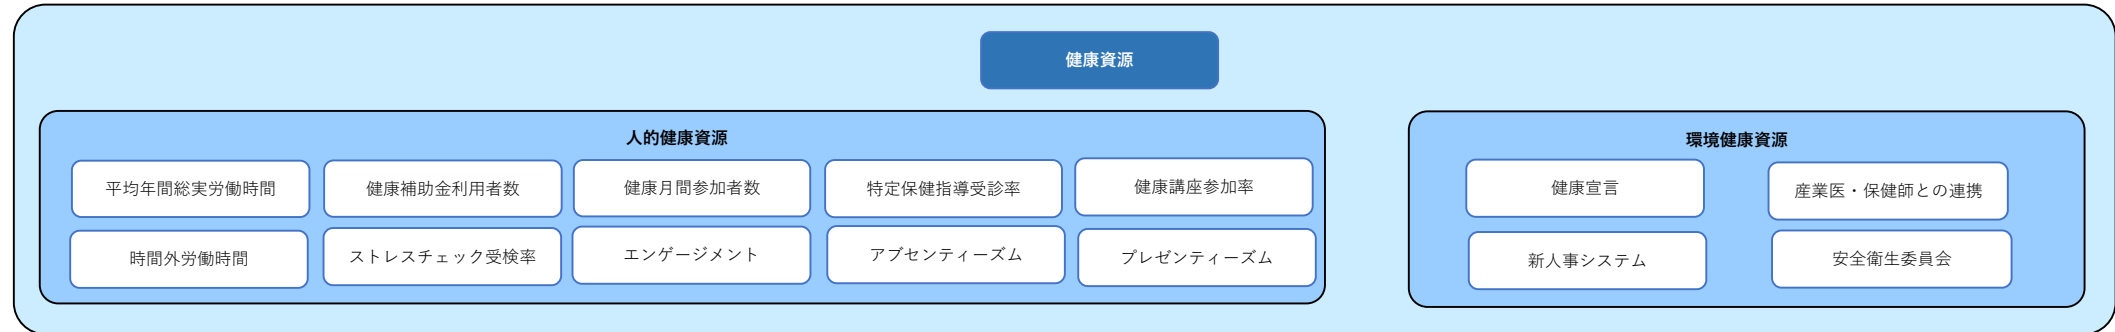 健康資源
人的健康資源
平均年間総実労働時間
健康補助金利用者数
健康月間参加者数
特定保健指導受診率
健康講座参加率
時間外労働時間
ストレスチェック受検率
エンゲージメント
アブセンティーズム
プレゼンティーズム
環境健康資源
健康宣言
産業医・保健師との連携
新人事システム
安全衛生委員会